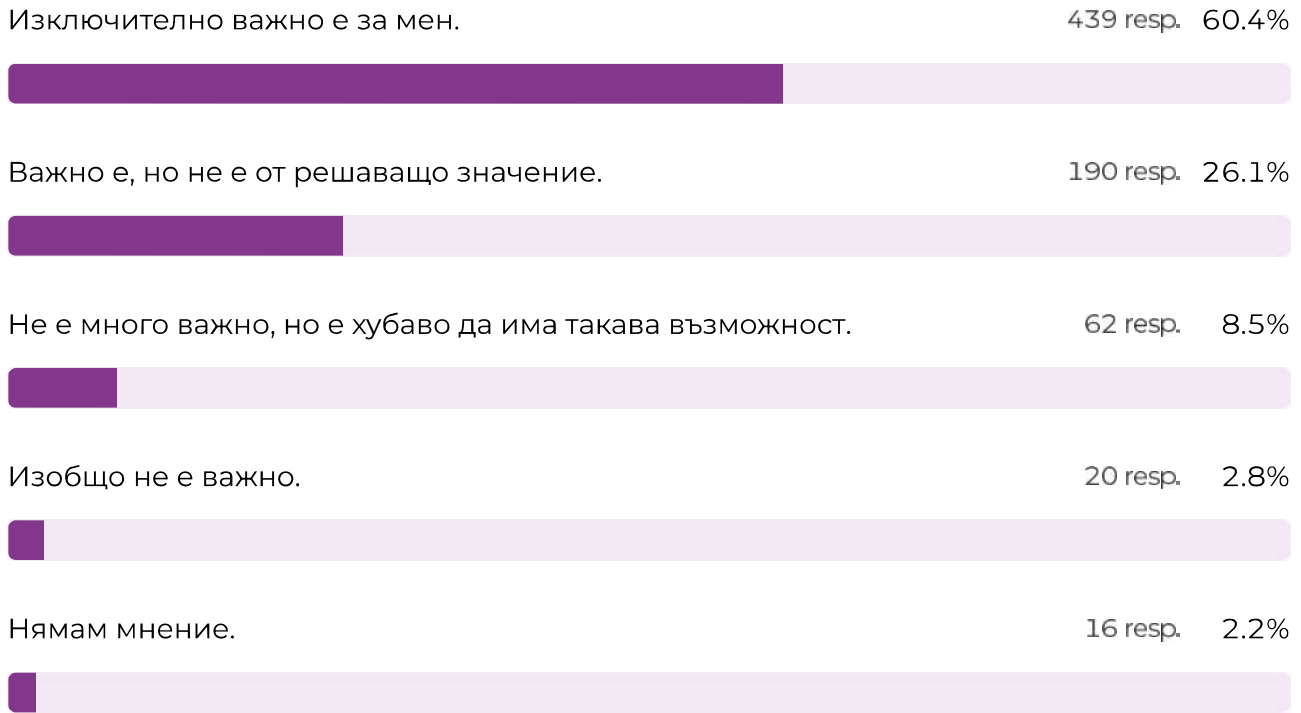 Изключително важно е за мен. 439 resp. 60.4%
Важно е, но не е от решаващо значение. 190 resp. 26.1%
Не е много важно, но е хубаво да има такава възможност. 62 resp. 8.5%
Изобщо не е важно. 20 resp. 2.8%
Нямам мнение. 16 resp. 2.2%